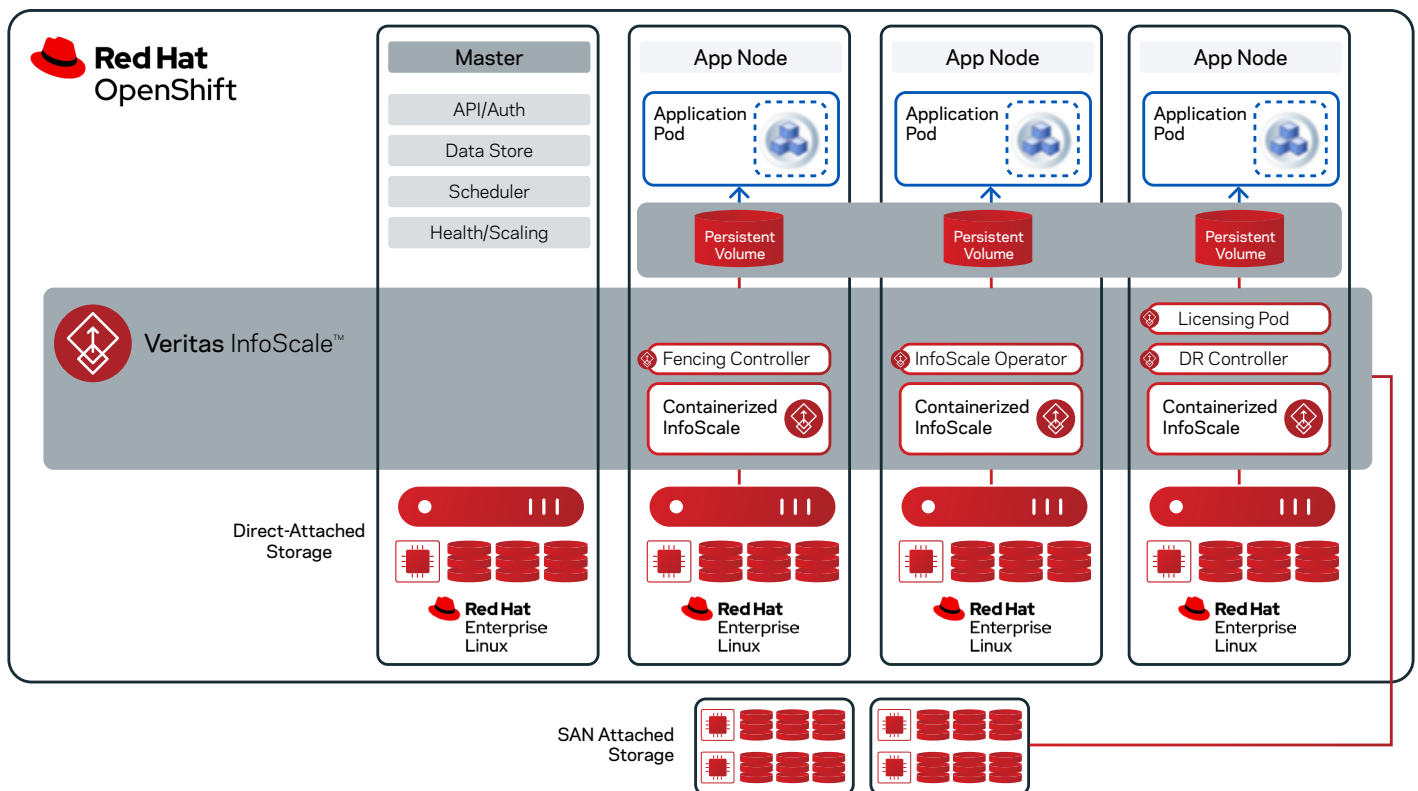 Red Hat
OpenShift
Master
API/Auth
Data Store
Scheduler
Health/Scaling
App Node
Application
Pod
Persistent
Volume
App Node
Application
Pod
Persistent
Volume
App Node
Application
Pod
Persistent
Volume
Veritas InfoScale™
Fencing Controller
Containerized
InfoScale
InfoScale Operator
Containerized
InfoScale
Licensing Pod
DR Controller
Containerized
InfoScale
Direct-Attached
Storage
Red Hat
Enterprise
Linux
Red Hat
Enterprise
Linux
Red Hat
Enterprise
Linux
Red Hat
Enterprise
Linux
SAN Attached
Storage